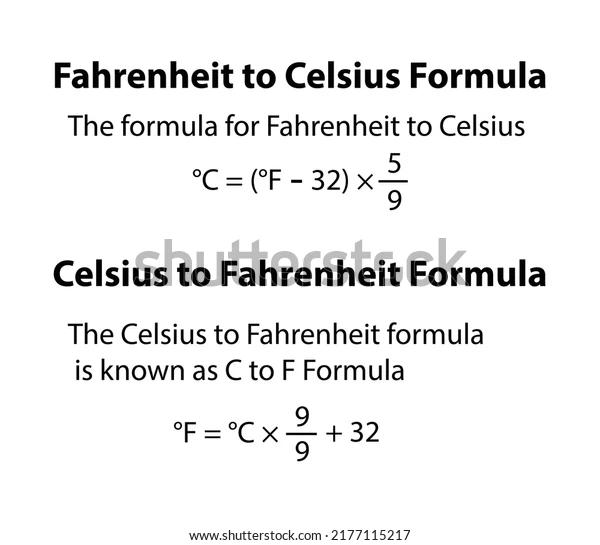 Fahrenheit to Celsius Formula
The formula for Fahrenheit to Celsius
°C = (°F - 32) × 5/9
shutterstock
Celsius to Fahrenheit Formula
The Celsius to Fahrenheit formula
is known as C to F Formula
°F = °C × 9/9 + 32
www.shutterstock.com · 2177115217